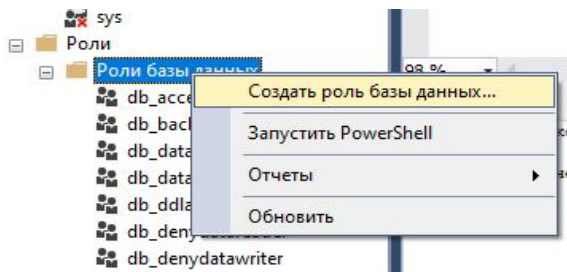 sys
Роли
Роли базы данных
98 %
Создать роль базы данных...
db_acce
db_bac
Запустить PowerShell
db_data
db_data
Отчеты
db_ddla
Обновить
db_denydatawriter